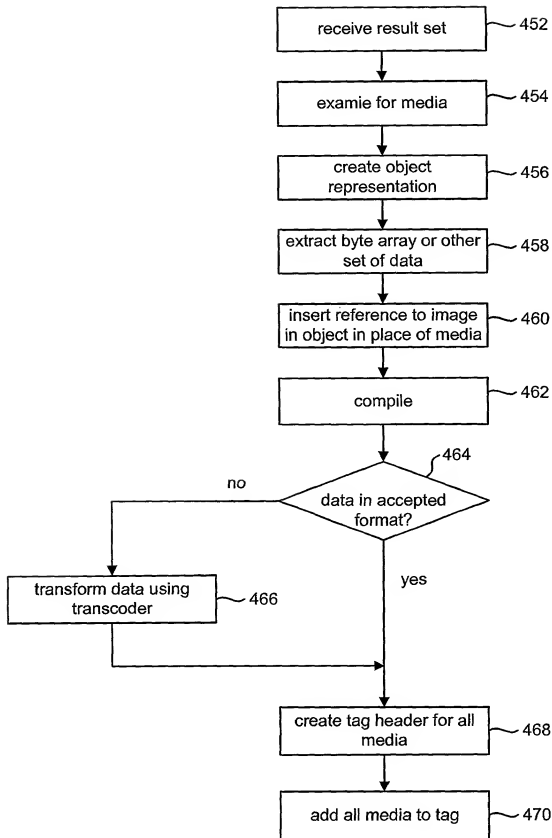 receive result set
452
examie for media
454
create object
representation
456
extract byte array or other
set of data
458
insert reference to image
in object in place of media
460
compile
462
464
data in accepted
format?
no
yes
transform data using
transcoder
466
create tag header for all
media
468
add all media to tag
470